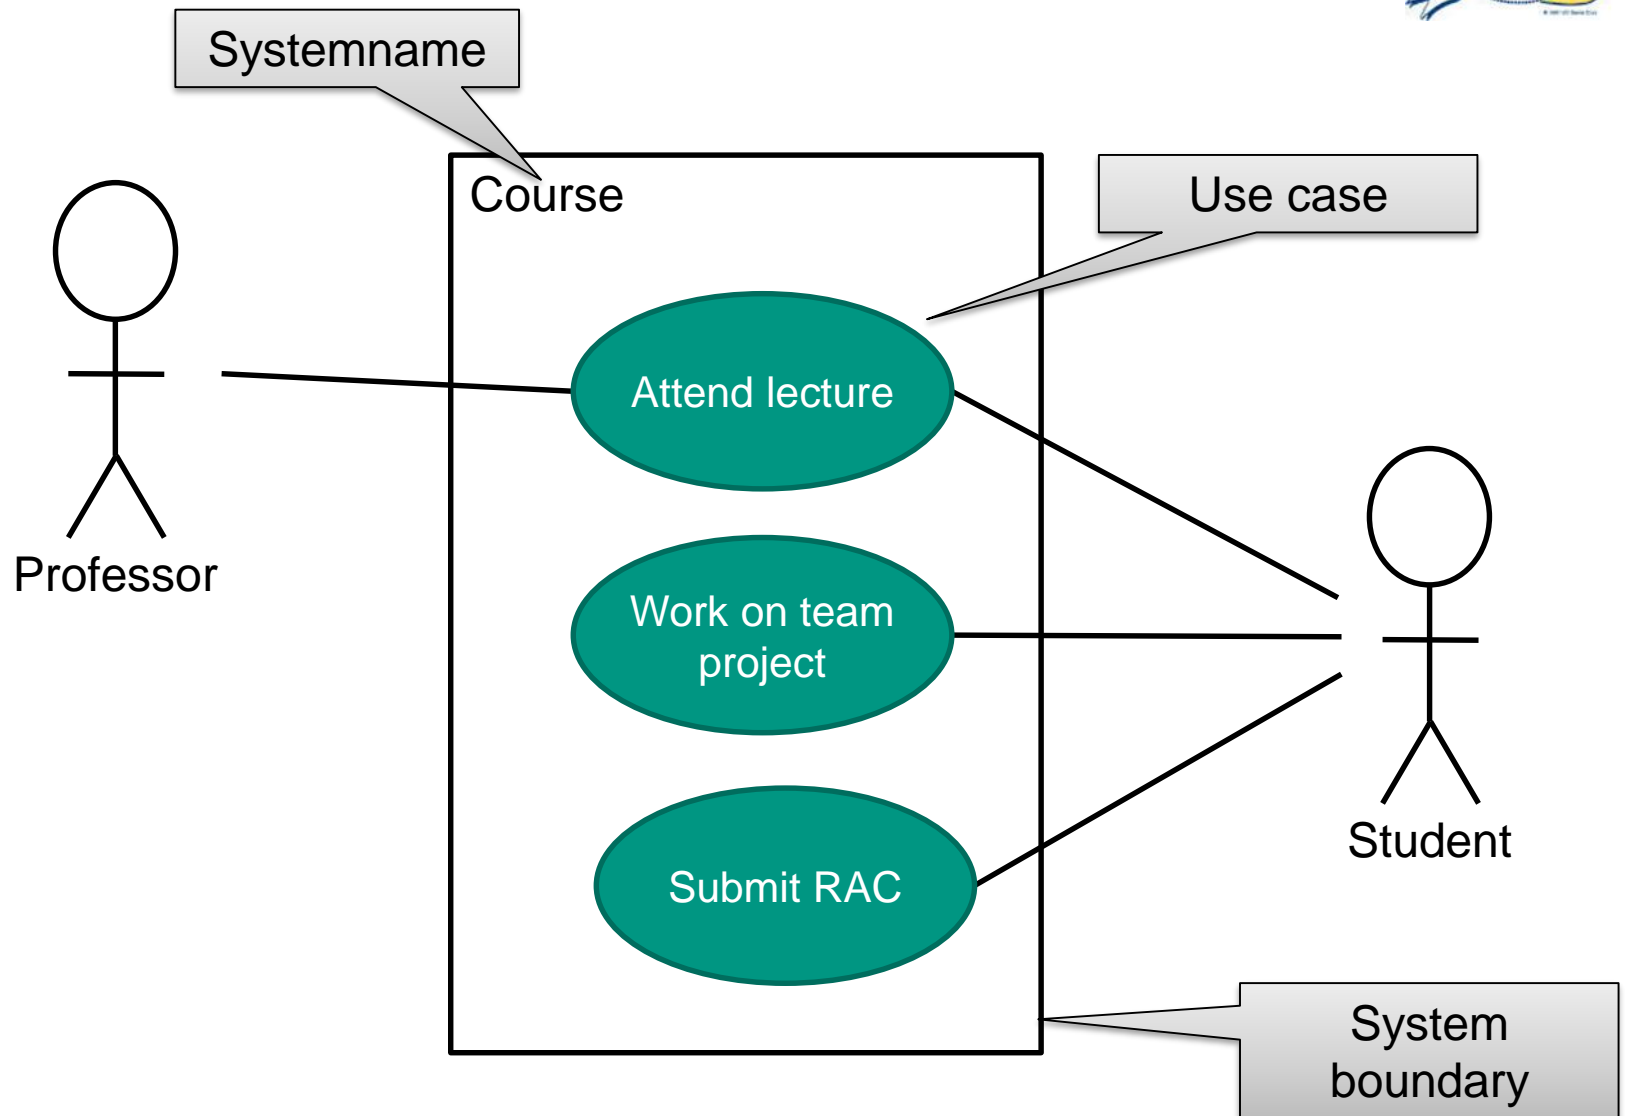 Systemname
Course
Use case
Attend lecture
Professor
Work on team
project
Student
Submit RAC
System
boundary